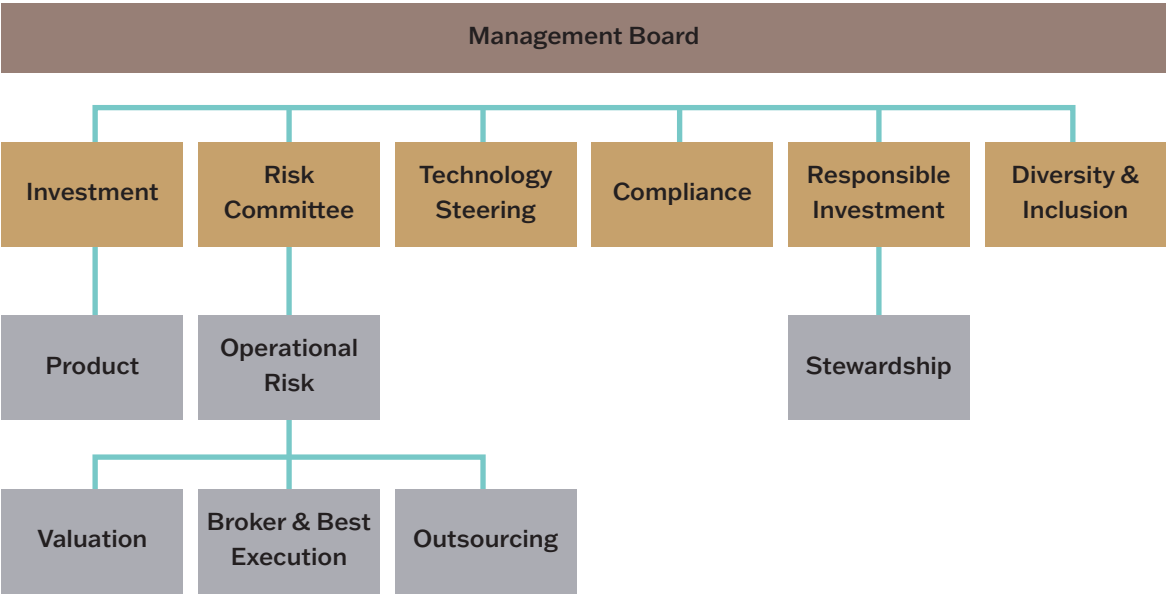 Management Board
Investment
Risk
Committee
Technology
Steering
Compliance
Responsible
Investment
Diversity &
Inclusion
Product
Operational
Risk
Stewardship
Valuation
Broker & Best
Execution
Outsourcing